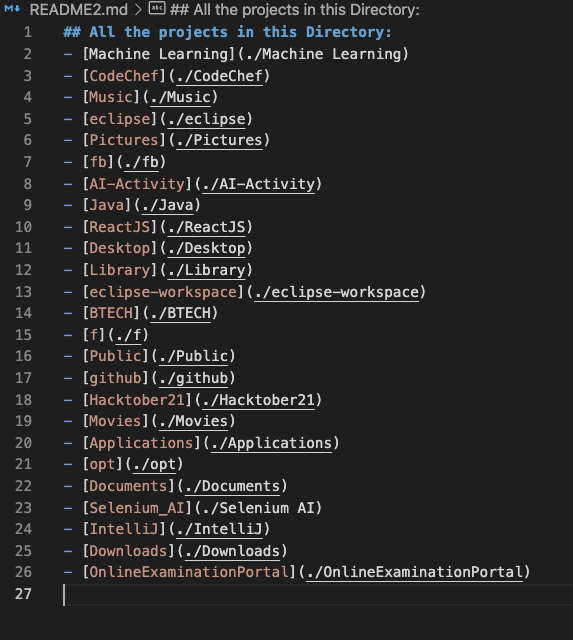 README2.md > ## All the projects in this Directory:
1 ## All the projects in this Directory:
2 - [Machine Learning](./Machine Learning)
3 - [CodeChef](./CodeChef)
4 - [Music](./Music)
5 - [eclipse](./eclipse)
6 - [Pictures](./Pictures)
7 - [fb](./fb)
8 - [AI-Activity](./AI-Activity)
9 - [Java](./Java)
10 - [ReactJS](./ReactJS)
11 - [Desktop](./Desktop)
12 - [Library](./Library)
13 - [eclipse-workspace](./eclipse-workspace)
14 - [BTECH](./BTECH)
15 - [f](./f)
16 - [Public](./Public)
17 - [github](./github)
18 - [Hacktober21](./Hacktober21)
19 - [Movies](./Movies)
20 - [Applications](./Applications)
21 - [opt](./opt)
22 - [Documents](./Documents)
23 - [Selenium_AI](./Selenium AI)
24 - [IntelliJ](./IntelliJ)
25 - [Downloads](./Downloads)
26 - [OnlineExaminationPortal](./OnlineExaminationPortal)
27